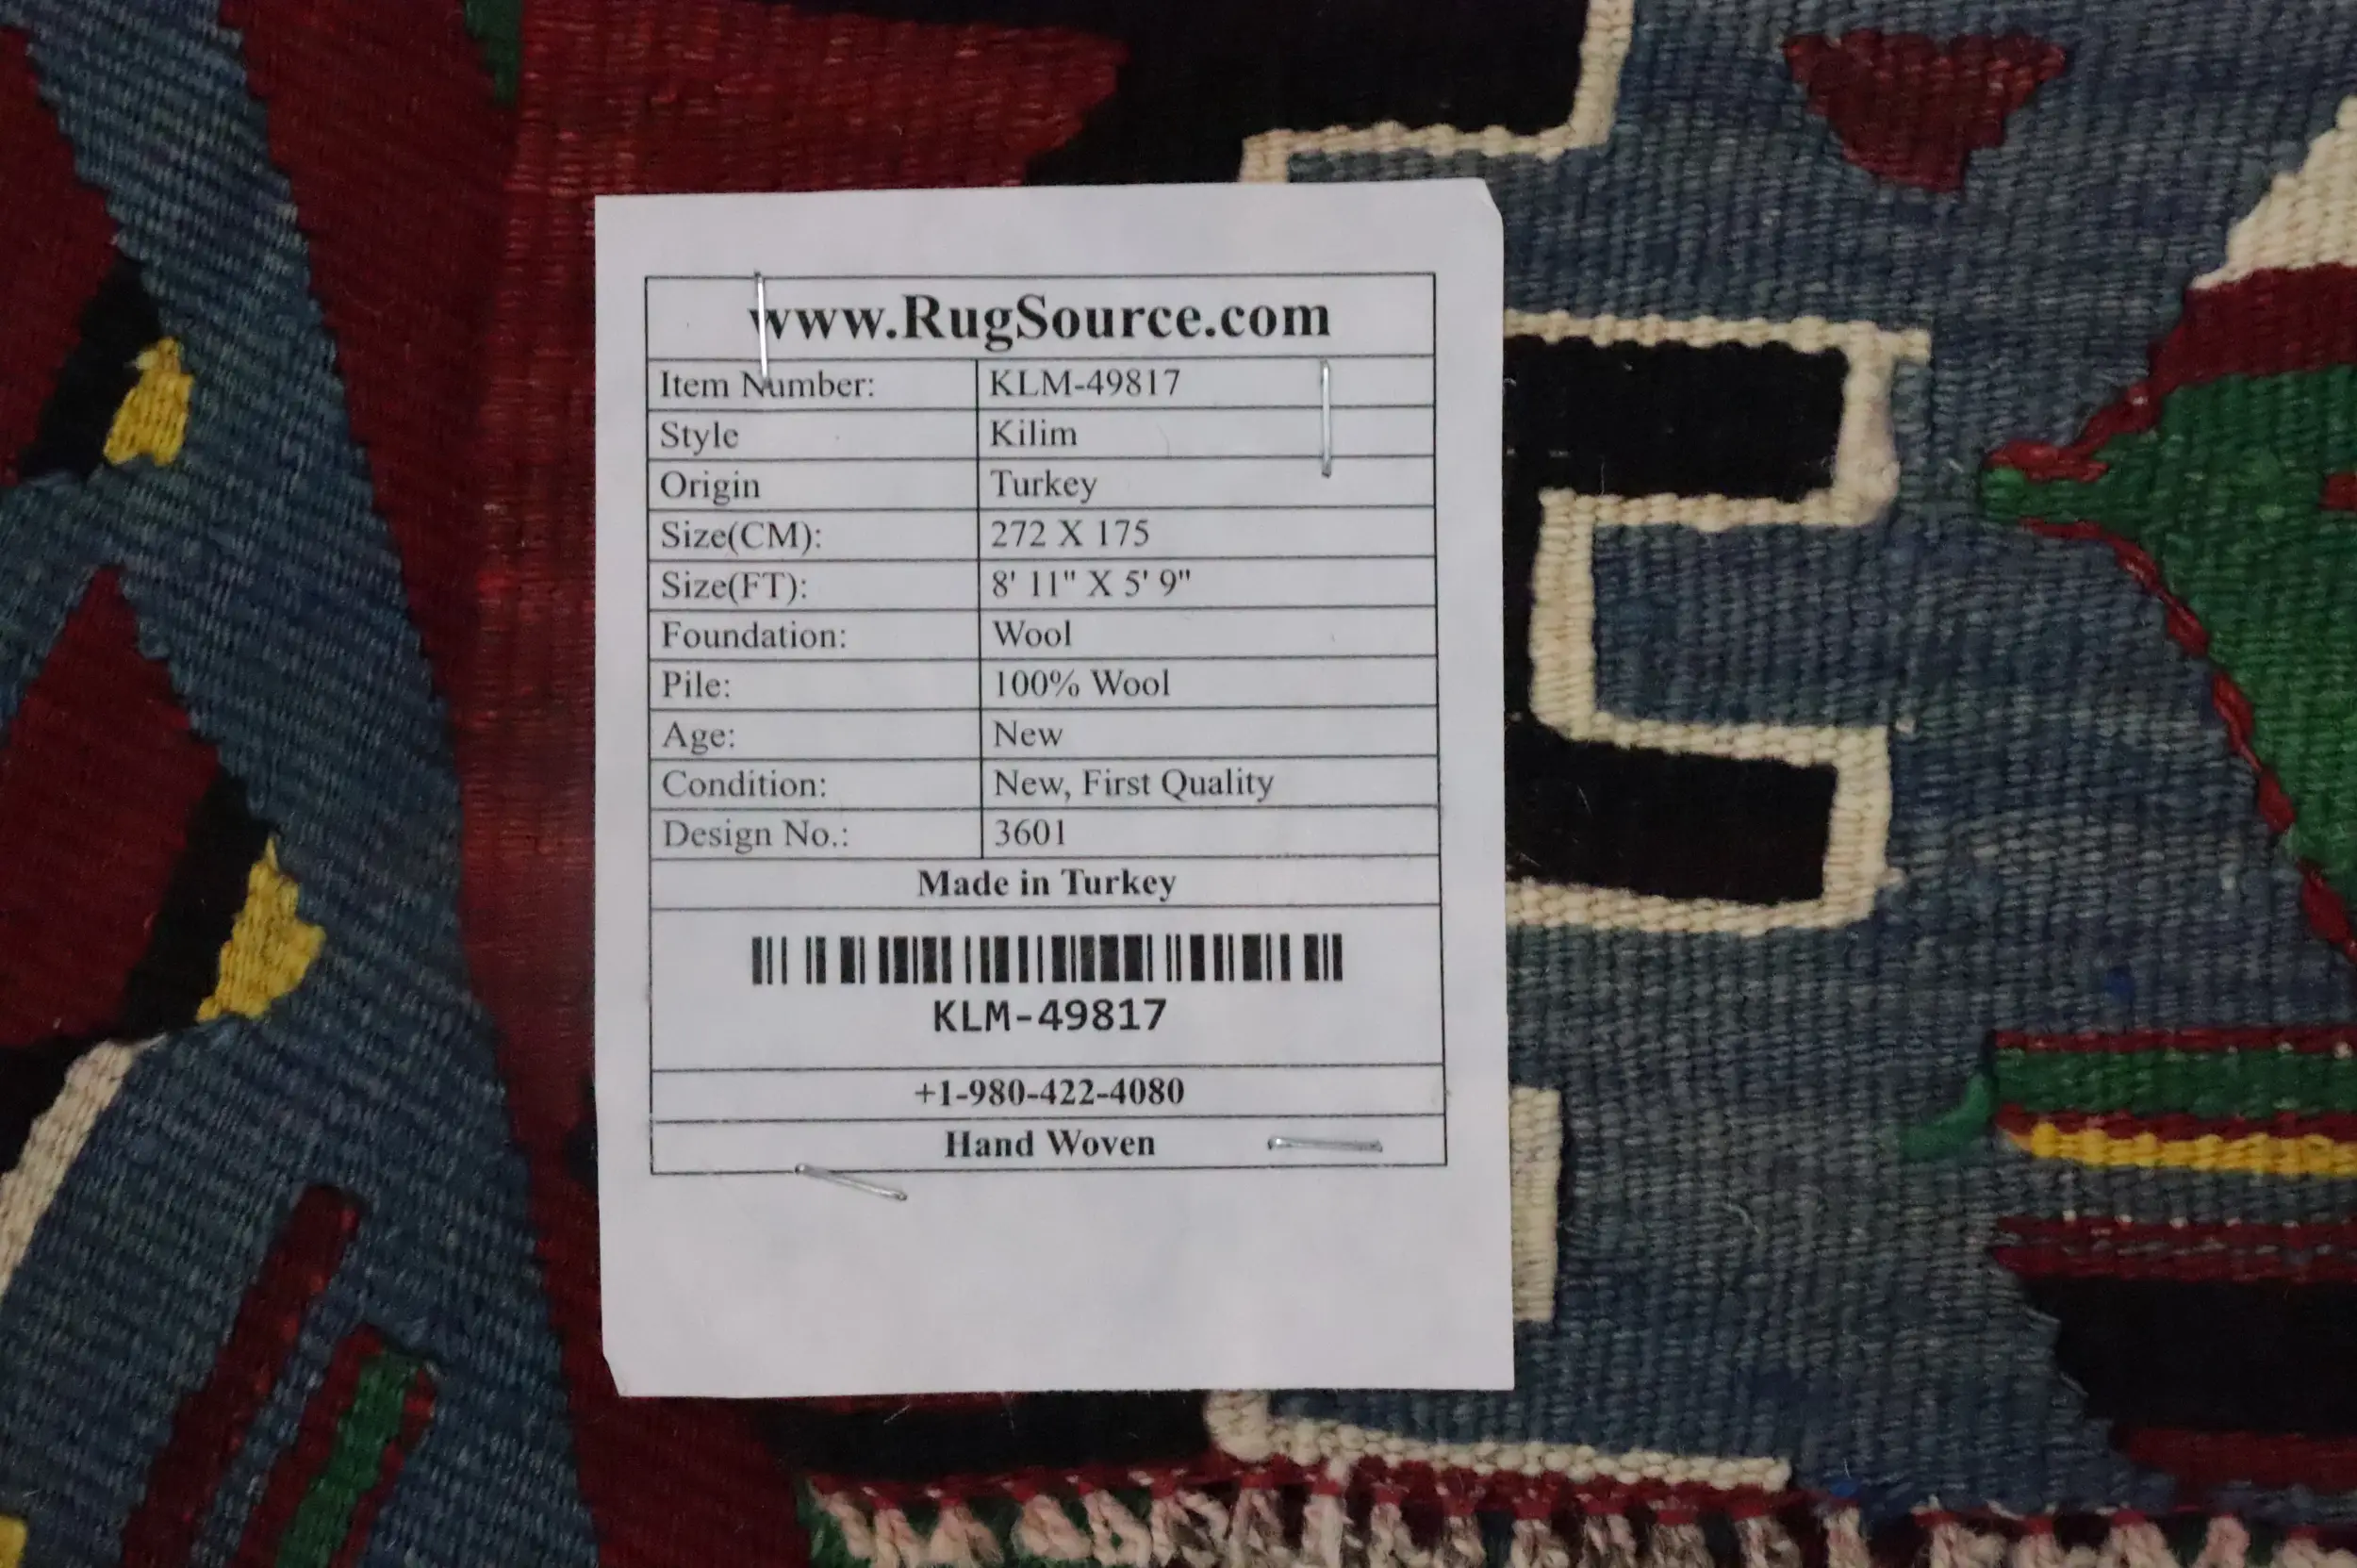 www.RugSource.com
Item Number: KLM-49817
Style Kilim
Origin Turkey
Size(CM): 272 X 175
Size(FT): 8' 11" X 5' 9"
Foundation: Wool
Pile: 100% Wool
Age: New
Condition: New, First Quality
Design No.: 3601
Made in Turkey
KLM-49817
+1-980-422-4080
Hand Woven